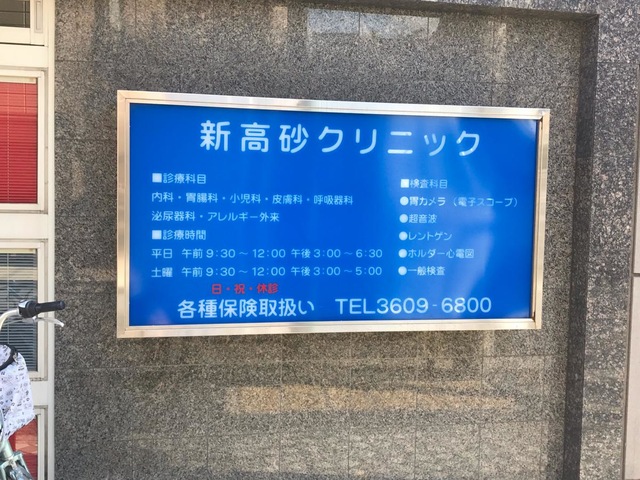 新高砂クリニック
■診療科目
内科・胃腸科・小児科・皮膚科・呼吸器科
泌尿器科・アレルギー外来
■診療時間
平日 午前 9:30～12:00 午後 3:00～6:30
土曜 午前 9:30～12:00 午後 3:00～5:00
日・祝・休診
■検査科目
●胃カメラ（電子スコープ）
●超音波
●レントゲン
●ホルダー心電図
●一般検査
各種保険取扱い TEL3609-6800